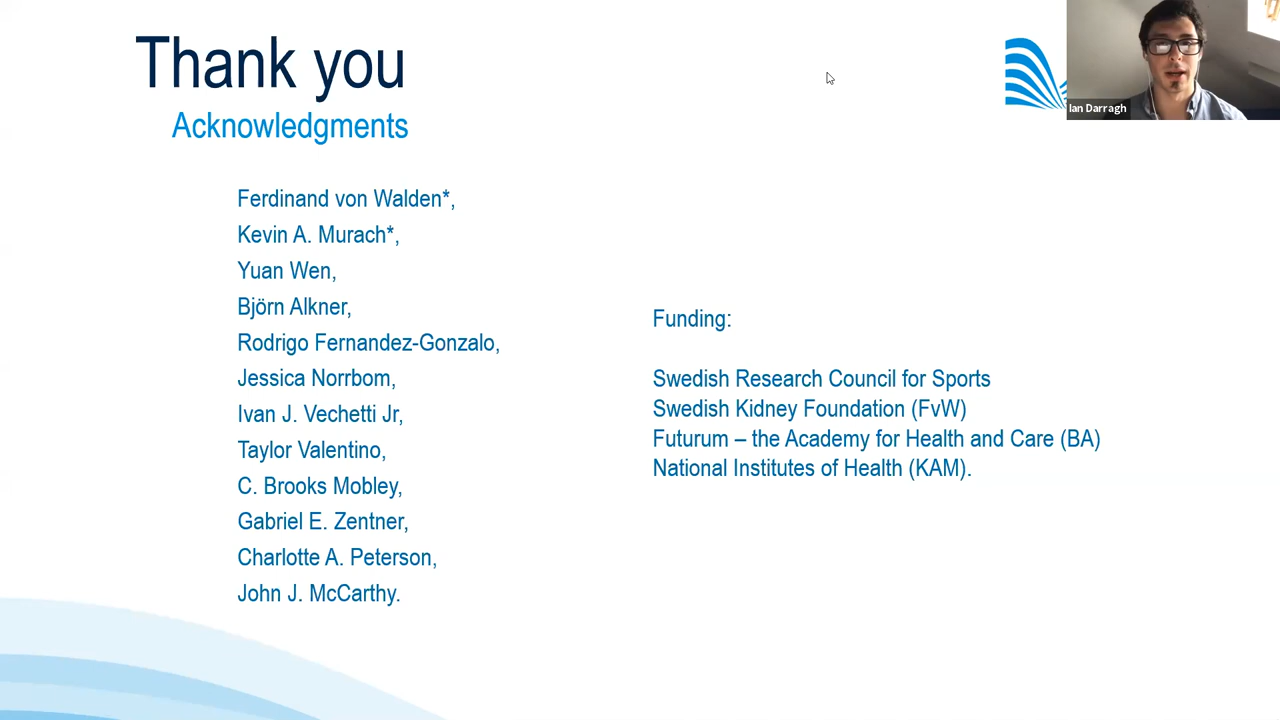 Thank you
Acknowledgments
Ian Darragh
Ferdinand von Walden*,
Kevin A. Murach*,
Yuan Wen,
Björn Alkner,
Rodrigo Fernandez-Gonzalo,
Jessica Norrbom,
Ivan J. Vechetti Jr,
Taylor Valentino,
C. Brooks Mobley,
Gabriel E. Zentner,
Charlotte A. Peterson,
John J. McCarthy.
Funding:
Swedish Research Council for Sports
Swedish Kidney Foundation (FvW)
Futurum – the Academy for Health and Care (BA)
National Institutes of Health (KAM).